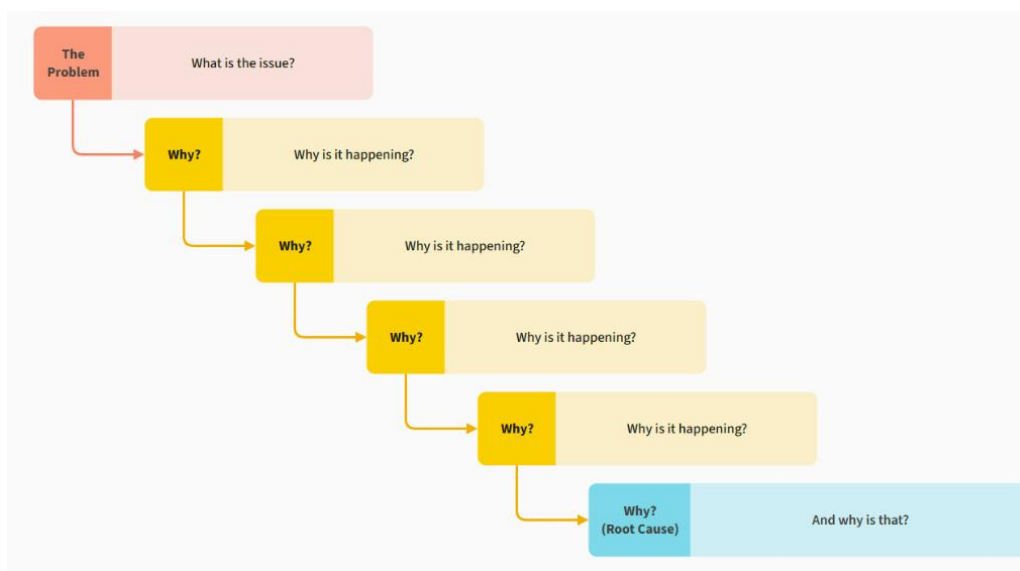 The
Problem
What is the issue?
Why?
Why is it happening?
Why?
Why is it happening?
Why?
Why is it happening?
Why?
Why is it happening?
Why?
(Root Cause)
And why is that?